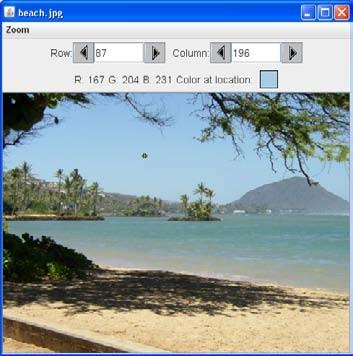 beach.jpg
Zoom
Row: 87 Column: 196
R: 167 G: 204 B: 231 Color at location: